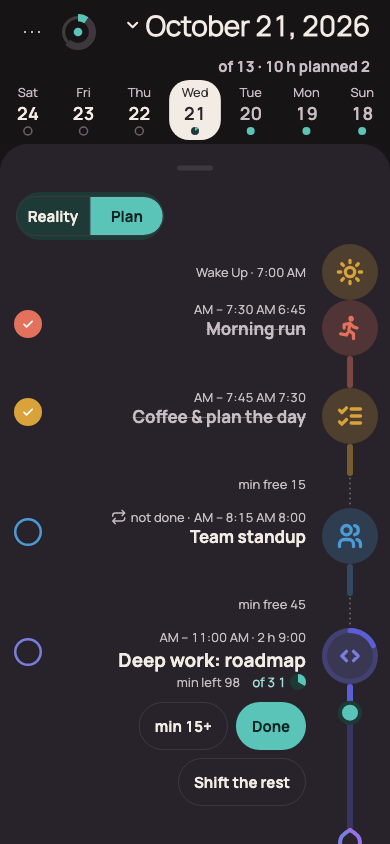 October 21, 2026
of 13 · 10 h planned 2
Sat Fri Thu Wed Tue Mon Sun
24 23 22 21 20 19 18
Reality Plan
Wake Up · 7:00 AM
AM – 7:30 AM 6:45
Morning run
AM – 7:45 AM 7:30
Coffee & plan the day
min free 15
not done · AM – 8:15 AM 8:00
Team standup
min free 45
AM – 11:00 AM · 2 h 9:00
Deep work: roadmap
min left 98 of 3 1
min 15+ Done
Shift the rest